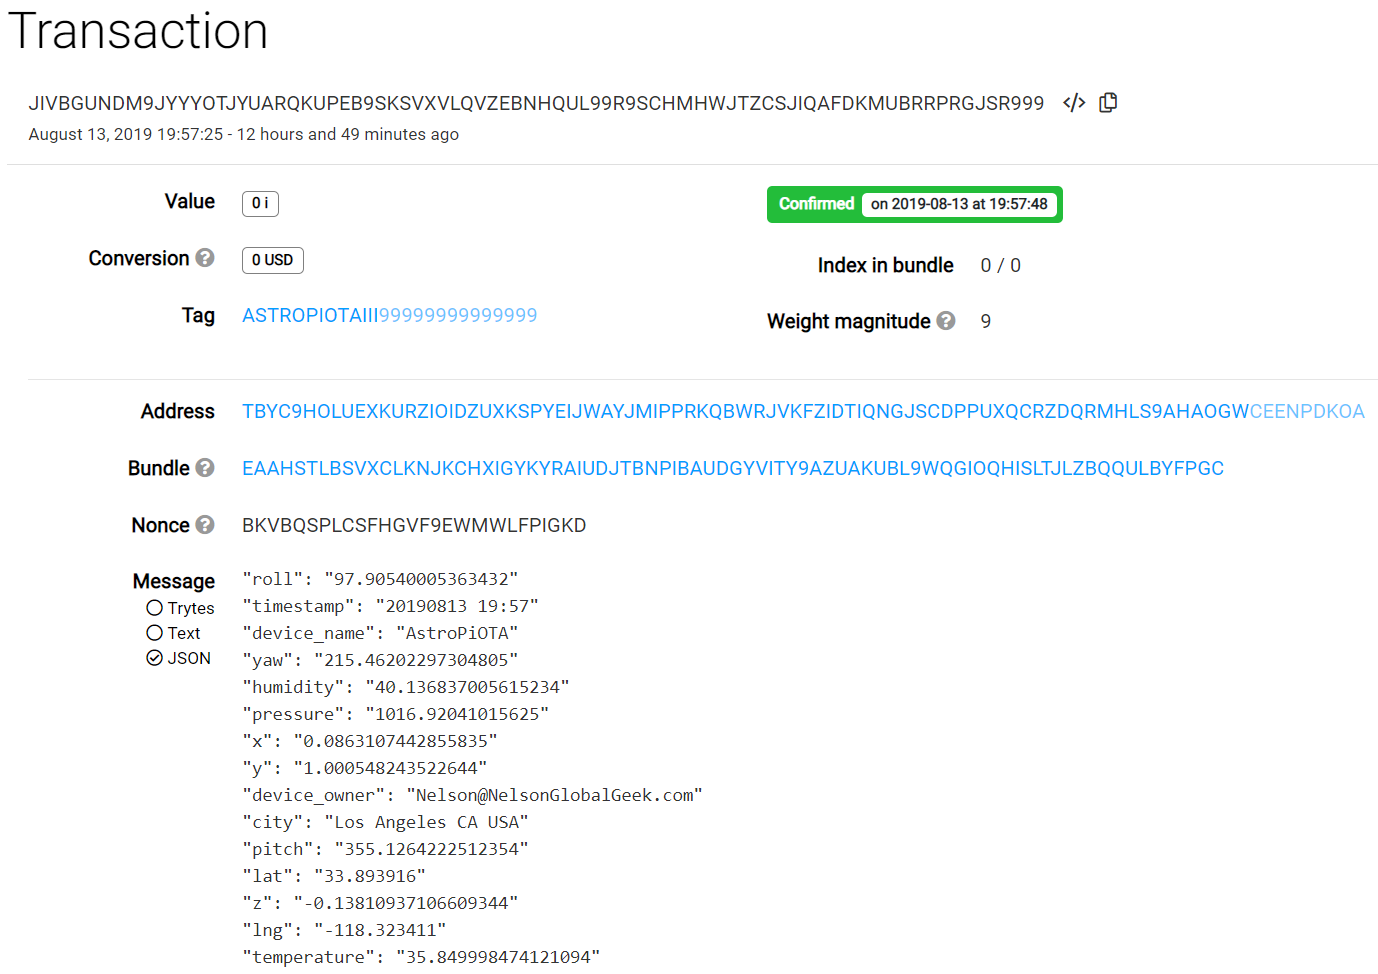 Transaction
JIVBGUNDM9JYYYOTJYUARQKUPEB9SKSVXVLQVZEBNHQUL99R9SCHMHWJTZCSJIQAFDKMUBRRPRGJSR999 </>
August 13, 2019 19:57:25 - 12 hours and 49 minutes ago
Value 0 i
Confirmed on 2019-08-13 at 19:57:48
Conversion ? 0 USD
Index in bundle 0 / 0
Tag ASTROPIOTAIII99999999999999
Weight magnitude ? 9
Address TBYC9HOLUEXKURZIOIDZUXKSPYEIJWAYJMIPPRKQBWRJVKFZIDTIQNGJSCDPPUXQCRZDQRMHLS9AHAOGWCEENPDKOA
Bundle ? EAAHSTLBSVXCLKNJKCHXIGYKYRAIUDJTBNPIBAUDGYVITY9AZUAKUBL9WQGIOQHISLTJLZBQQULBYFPGC
Nonce ? BKVBQSPLCSFHGVF9EWMWLFPIGKD
Message
Trytes
Text
JSON
"roll": "97.90540005363432"
"timestamp": "20190813 19:57"
"device_name": "AstroPiOTA"
"yaw": "215.46202297304805"
"humidity": "40.136837005615234"
"pressure": "1016.92041015625"
"x": "0.0863107442855835"
"y": "1.000548243522644"
"device_owner": "Nelson@NelsonGlobalGeek.com"
"city": "Los Angeles CA USA"
"pitch": "355.1264222512354"
"lat": "33.893916"
"z": "-0.13810937106609344"
"lng": "-118.323411"
"temperature": "35.849998474121094"